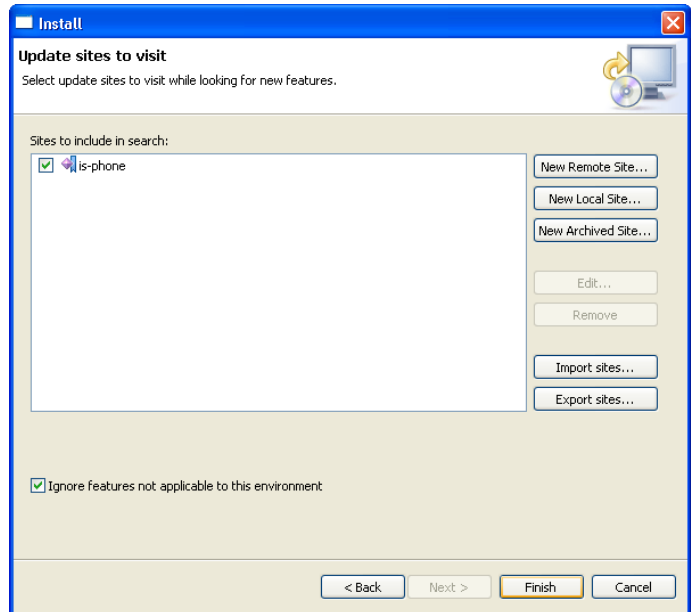 Install
Update sites to visit
Select update sites to visit while looking for new features.
Sites to include in search:
is-phone
New Remote Site...
New Local Site...
New Archived Site...
Edit...
Remove
Import sites...
Export sites...
Ignore features not applicable to this environment
< Back
Next >
Finish
Cancel